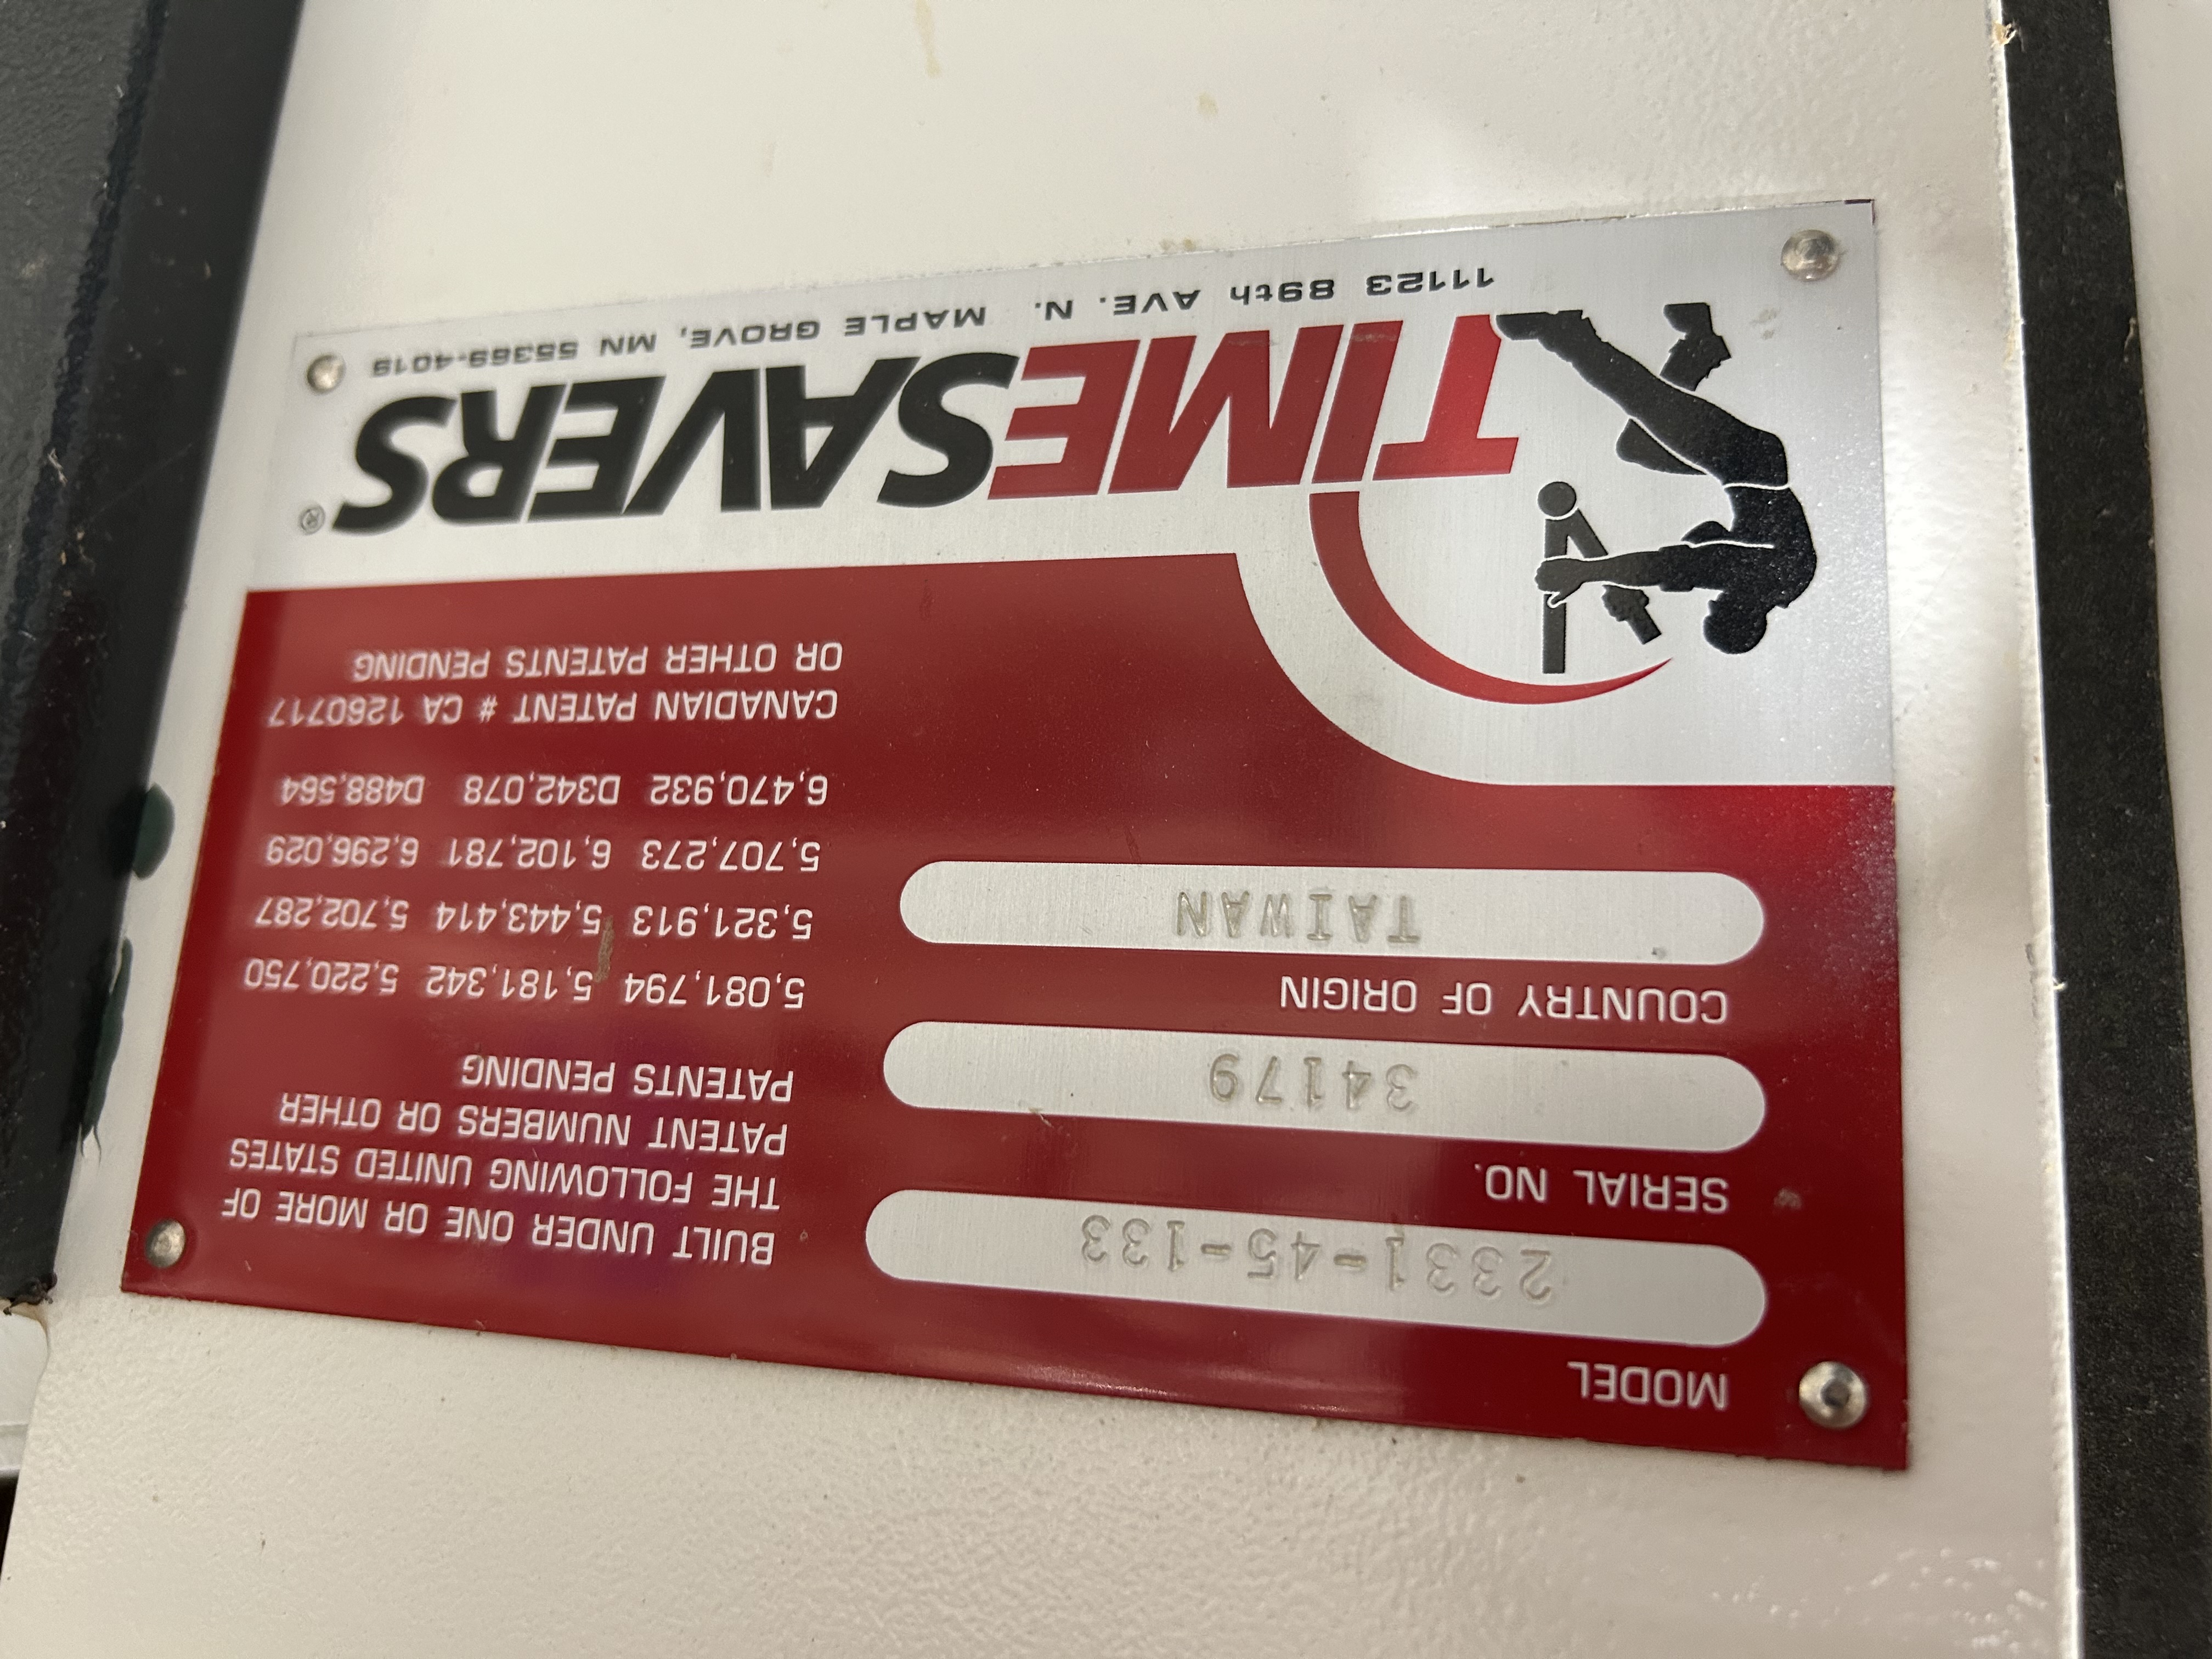 TIMESAVERS®
11123 89th AVE. N. MAPLE GROVE, MN 55369-4019
MODEL
2331-45-133
SERIAL NO.
34179
COUNTRY OF ORIGIN
TAIWAN
BUILT UNDER ONE OR MORE OF
THE FOLLOWING UNITED STATES
PATENT NUMBERS OR OTHER
PATENTS PENDING
5,081,794 5,181,342 5,220,750
5,321,913 5,443,414 5,702,287
5,707,273 6,102,781 6,296,029
6,470,932 D342,078 D488,564
CANADIAN PATENT # CA 1260717
OR OTHER PATENTS PENDING